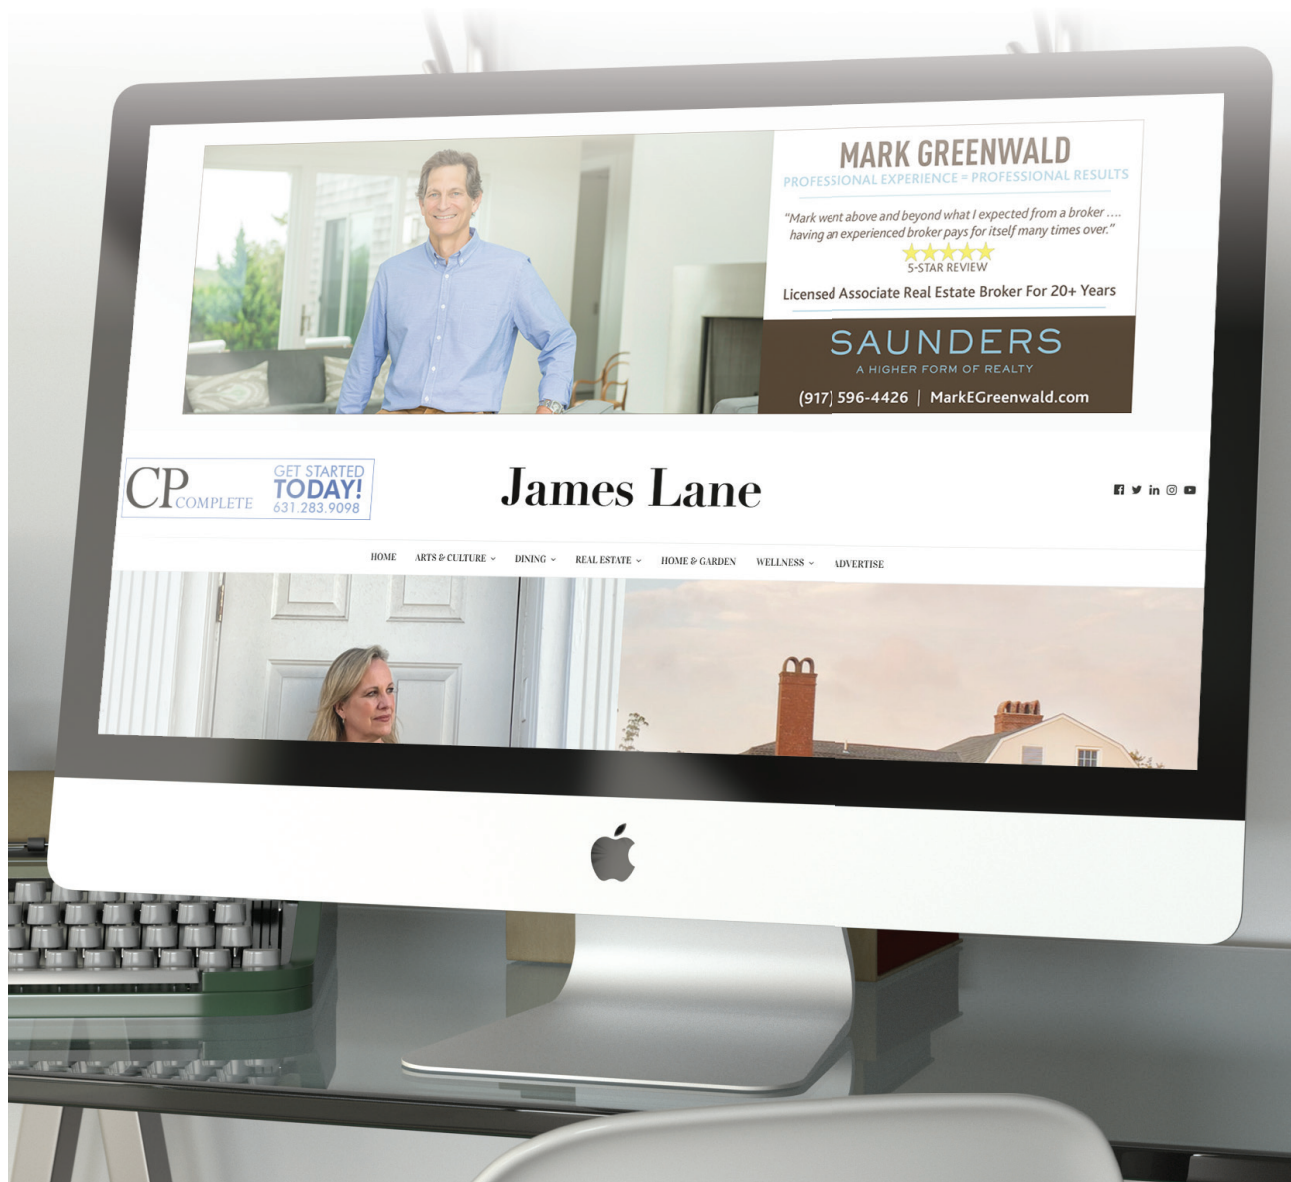 MARK GREENWALD
PROFESSIONAL EXPERIENCE = PROFESSIONAL RESULTS
"Mark went above and beyond what I expected from a broker ....
having an experienced broker pays for itself many times over."
5-STAR REVIEW
Licensed Associate Real Estate Broker For 20+ Years
SAUNDERS
A HIGHER FORM OF REALTY
(917) 596-4426 | MarkEGreenwald.com
CP COMPLETE
GET STARTED
TODAY!
631.283.9098
James Lane
HOME ARTS & CULTURE DINING REAL ESTATE HOME & GARDEN WELLNESS ADVERTISE